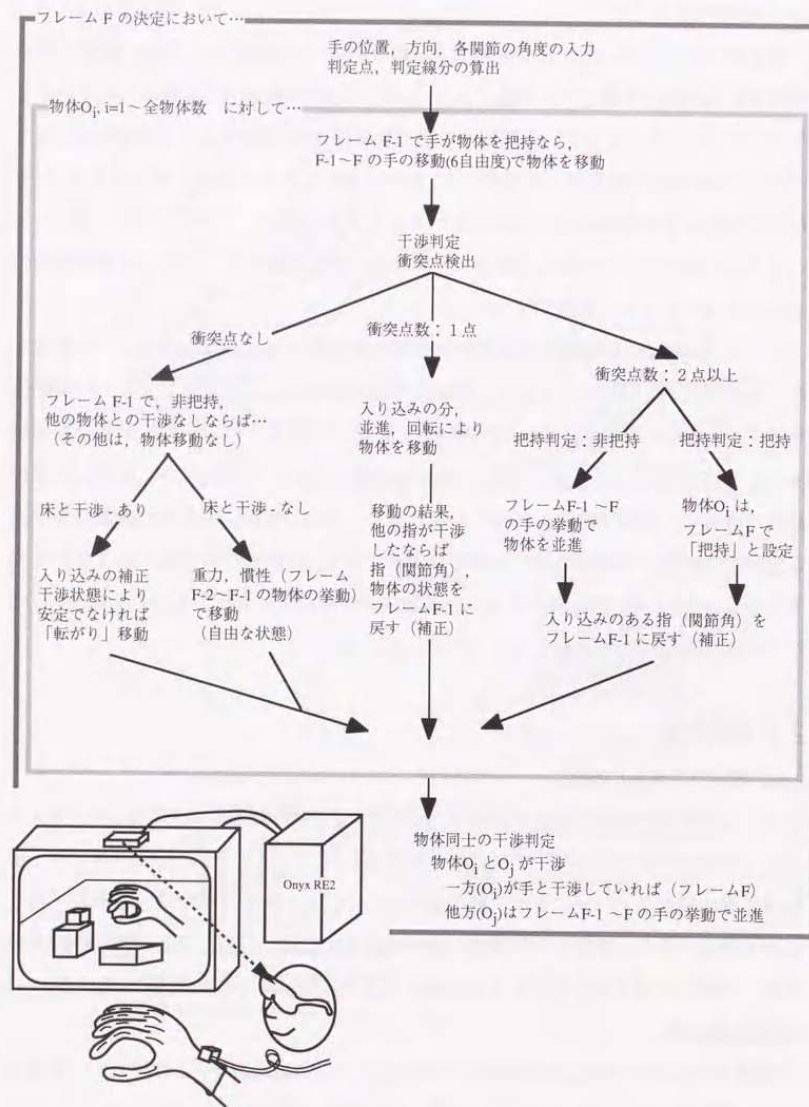 フレーム F の決定において…
手の位置，方向，各関節の角度の入力
判定点，判定線分の算出
物体Oi, i=1～全物体数　に対して…
フレーム F-1 で手が物体を把持なら，
F-1～F の手の移動(6自由度)で物体を移動
干渉判定
衝突点検出
衝突点なし
衝突点数：1点
衝突点数：2点以上
フレーム F-1 で，非把持，
他の物体との干渉なしならば…
（その他は，物体移動なし）
入り込みの分，
並進，回転により
物体を移動
把持判定：非把持
把持判定：把持
床と干渉 - あり
床と干渉 - なし
移動の結果，
他の指が干渉
したならば
指（関節角），
物体の状態を
フレームF-1 に
戻す（補正）
フレームF-1 ～F
の手の挙動で
物体を並進
物体Oi は，
フレームF で
「把持」と設定
入り込みの補正
干渉状態により
安定でなければ
「転がり」移動
重力，慣性（フレーム
F-2～F-1 の物体の挙動）
で移動
（自由な状態）
入り込みのある指（関節角）を
フレームF-1 に戻す（補正）
物体同士の干渉判定
物体Oi とOj が干渉
一方(Oi)が手と干渉していれば（フレームF）
他方(Oj)はフレームF-1 ～F の手の挙動で並進
Onyx RE2